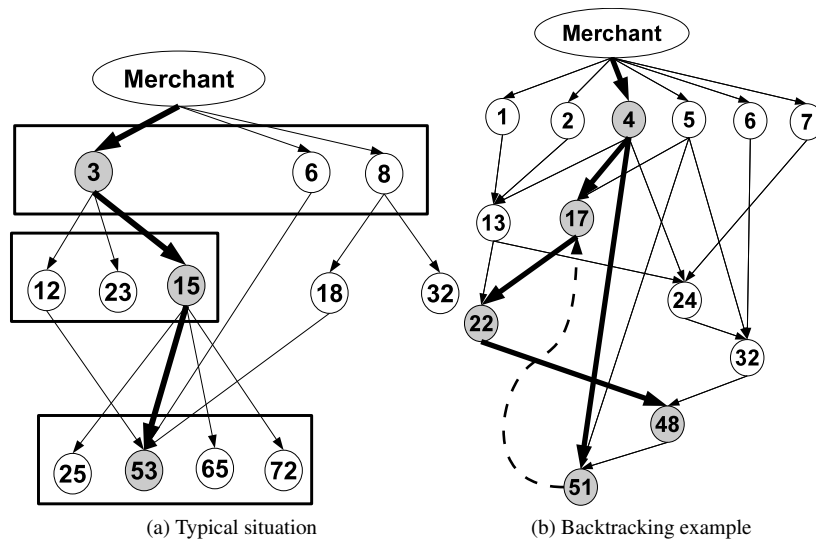 Merchant
3 6 8
12 23 15 18 32
25 53 65 72
(a) Typical situation
Merchant
1 2 4 5 6 7
13 17
24
22
32
48
51
(b) Backtracking example